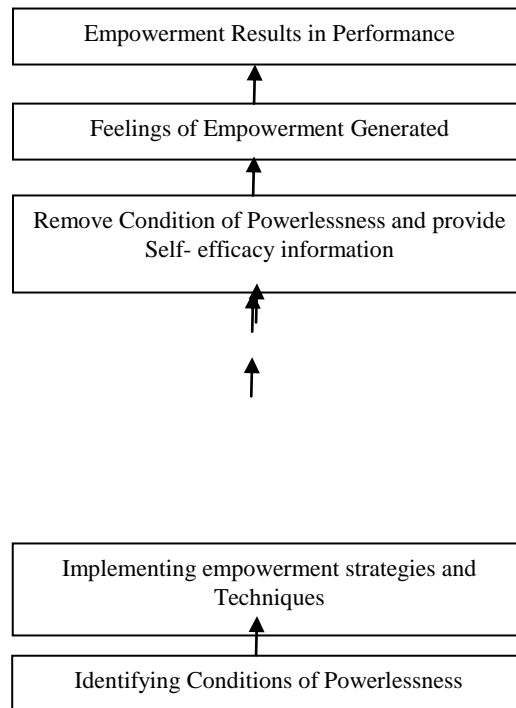 Empowerment Results in Performance
Feelings of Empowerment Generated
Remove Condition of Powerlessness and provide
Self- efficacy information
Implementing empowerment strategies and
Techniques
Identifying Conditions of Powerlessness